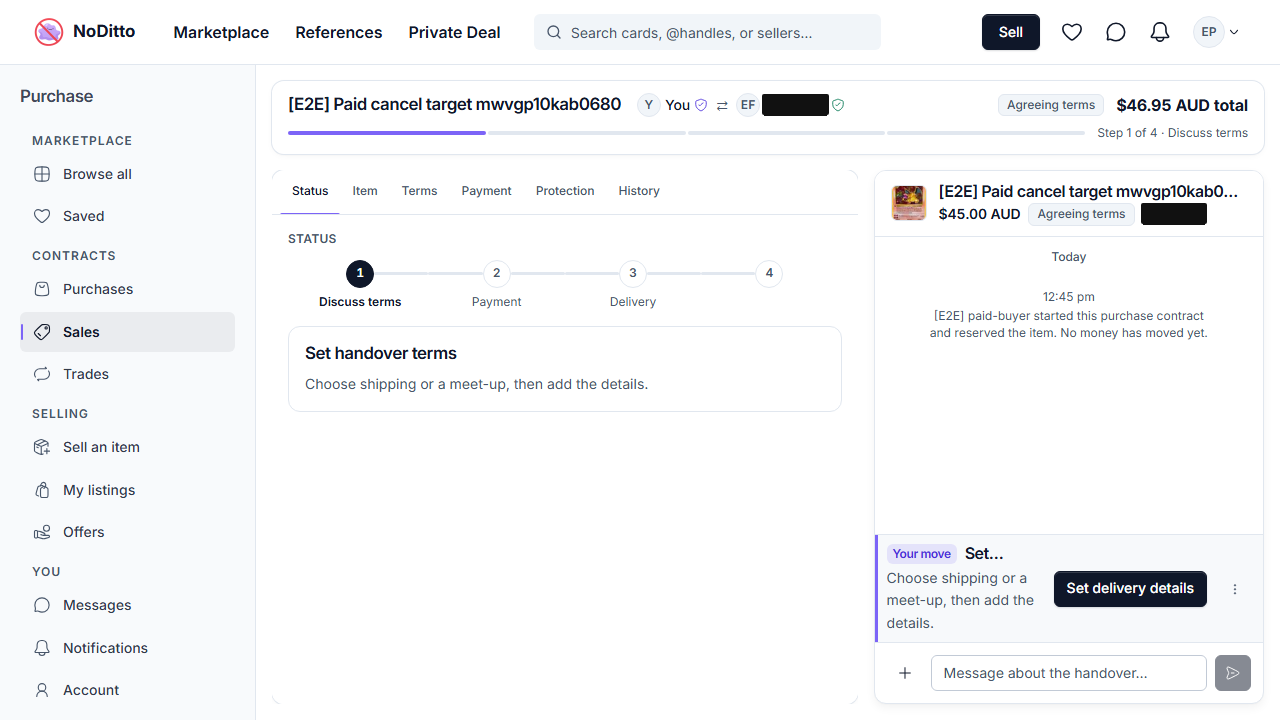 NoDitto
Marketplace
References
Private Deal
Search cards, @handles, or sellers...
Sell
EP
Purchase
MARKETPLACE
Browse all
Saved
CONTRACTS
Purchases
Sales
Trades
SELLING
Sell an item
My listings
Offers
YOU
Messages
Notifications
Account
[E2E] Paid cancel target mwvgp10kab0680
Y You
EF
Agreeing terms
$46.95 AUD total
Step 1 of 4 · Discuss terms
Status Item Terms Payment Protection History
STATUS
1 2 3 4
Discuss terms Payment Delivery
Set handover terms
Choose shipping or a meet-up, then add the details.
[E2E] Paid cancel target mwvgp10kab0...
$45.00 AUD Agreeing terms
Today
12:45 pm
[E2E] paid-buyer started this purchase contract
and reserved the item. No money has moved yet.
Your move Set...
Choose shipping or a
meet-up, then add the
details.
Set delivery details
Message about the handover...